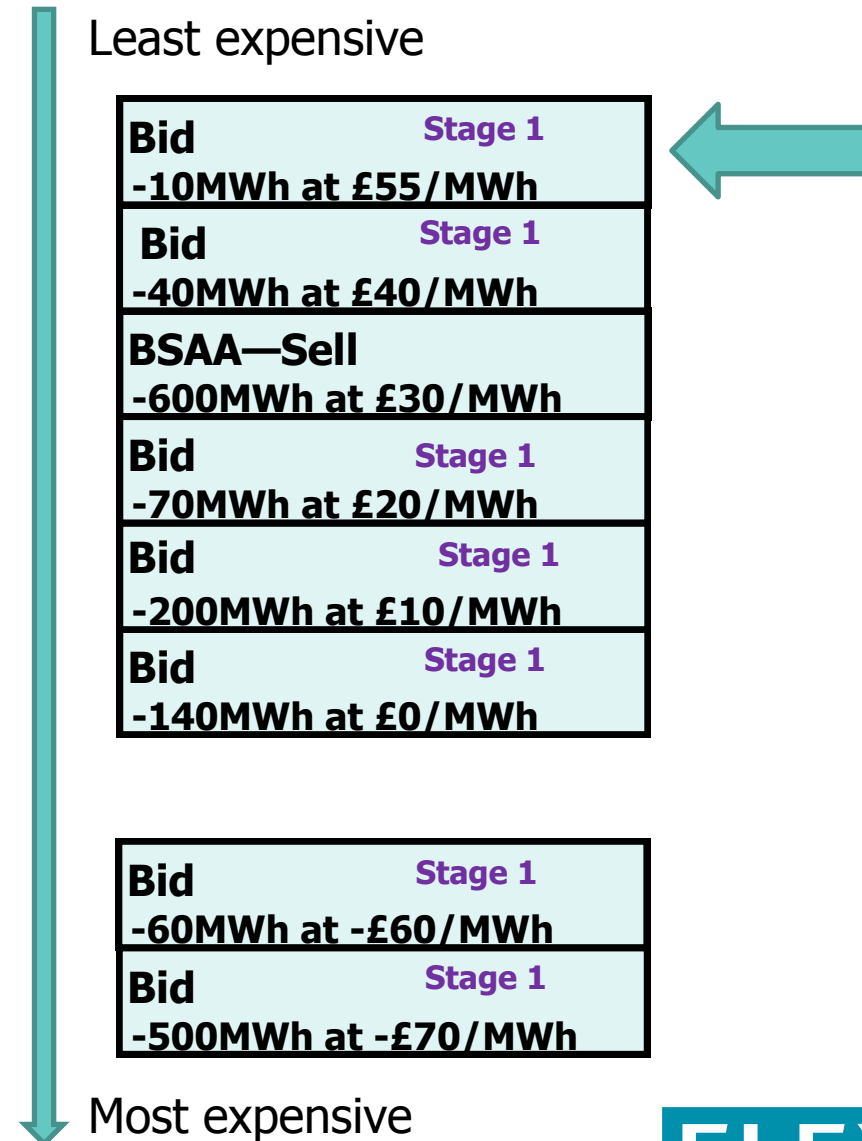 Least expensive
Bid Stage 1
-10MWh at £55/MWh
Bid Stage 1
-40MWh at £40/MWh
BSAA—Sell
-600MWh at £30/MWh
Bid Stage 1
-70MWh at £20/MWh
Bid Stage 1
-200MWh at £10/MWh
Bid Stage 1
-140MWh at £0/MWh
Bid Stage 1
-60MWh at -£60/MWh
Bid Stage 1
-500MWh at -£70/MWh
Most expensive